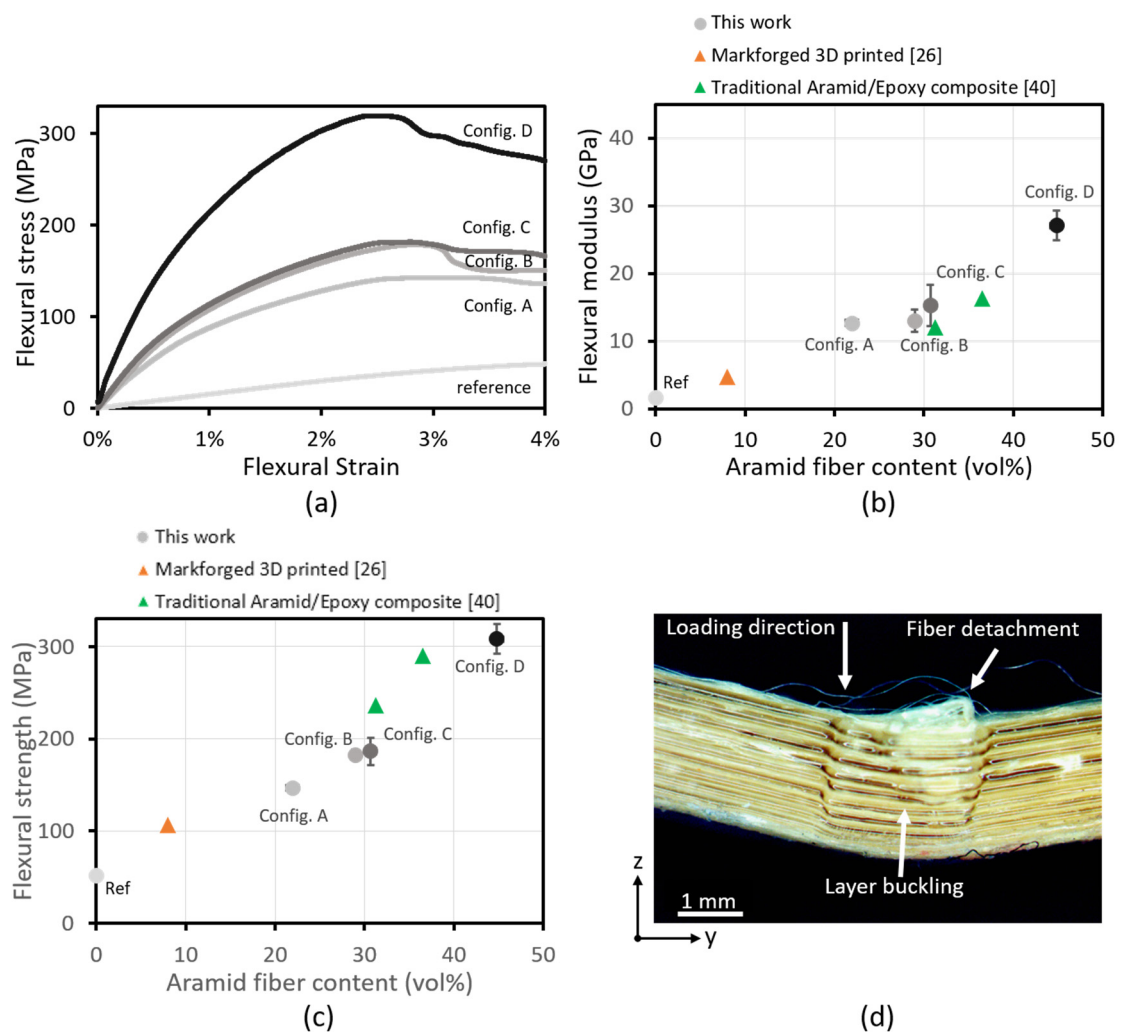 This work
Markforged 3D printed [26]
Traditional Aramid/Epoxy composite [40]
Flexural stress (MPa)
300
200
100
0
0%
1%
2%
3%
4%
Config. D
Config. C
Config. B
Config. A
reference
Flexural Strain
(a)
Flexural modulus (GPa)
40
30
20
10
0
0
10
20
30
40
50
Config. D
Config. C
Config. A
Config. B
Ref
Aramid fiber content (vol%)
(b)
This work
Markforged 3D printed [26]
Traditional Aramid/Epoxy composite [40]
Flexural strength (MPa)
300
200
100
0
0
10
20
30
40
50
Config. D
Config. B
Config. C
Config. A
Ref
Aramid fiber content (vol%)
(c)
Loading direction
Fiber detachment
Layer buckling
1 mm
z
y
(d)